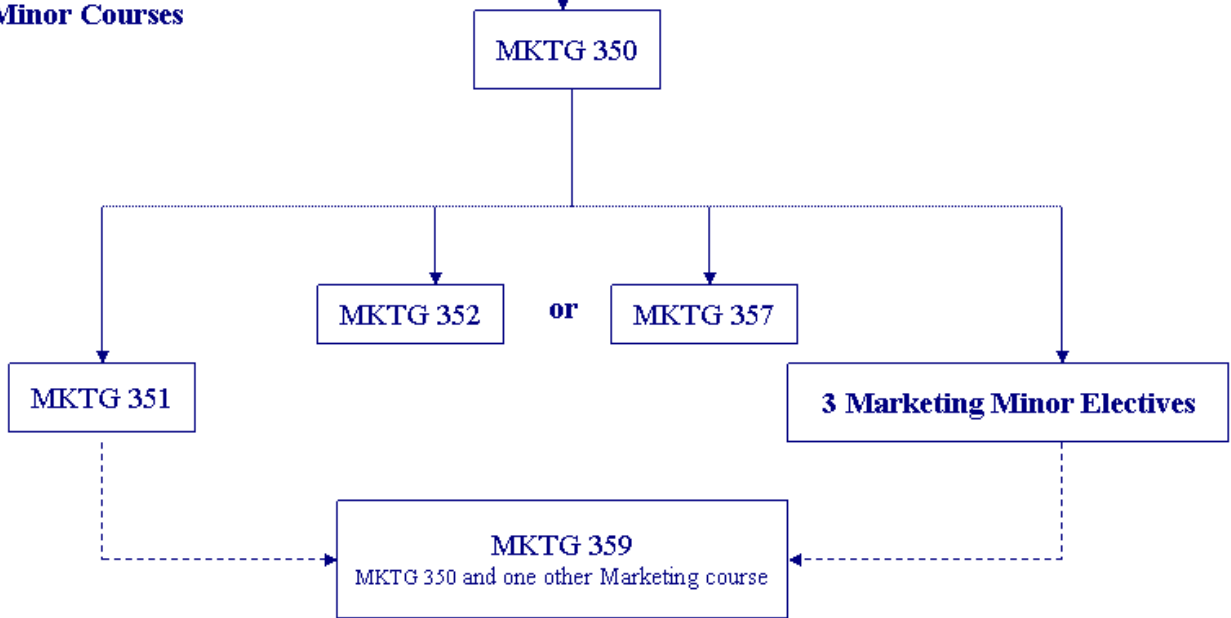 Minor Courses
MKTG 350
MKTG 352
or
MKTG 357
MKTG 351
3 Marketing Minor Electives
MKTG 359
MKTG 350 and one other Marketing course